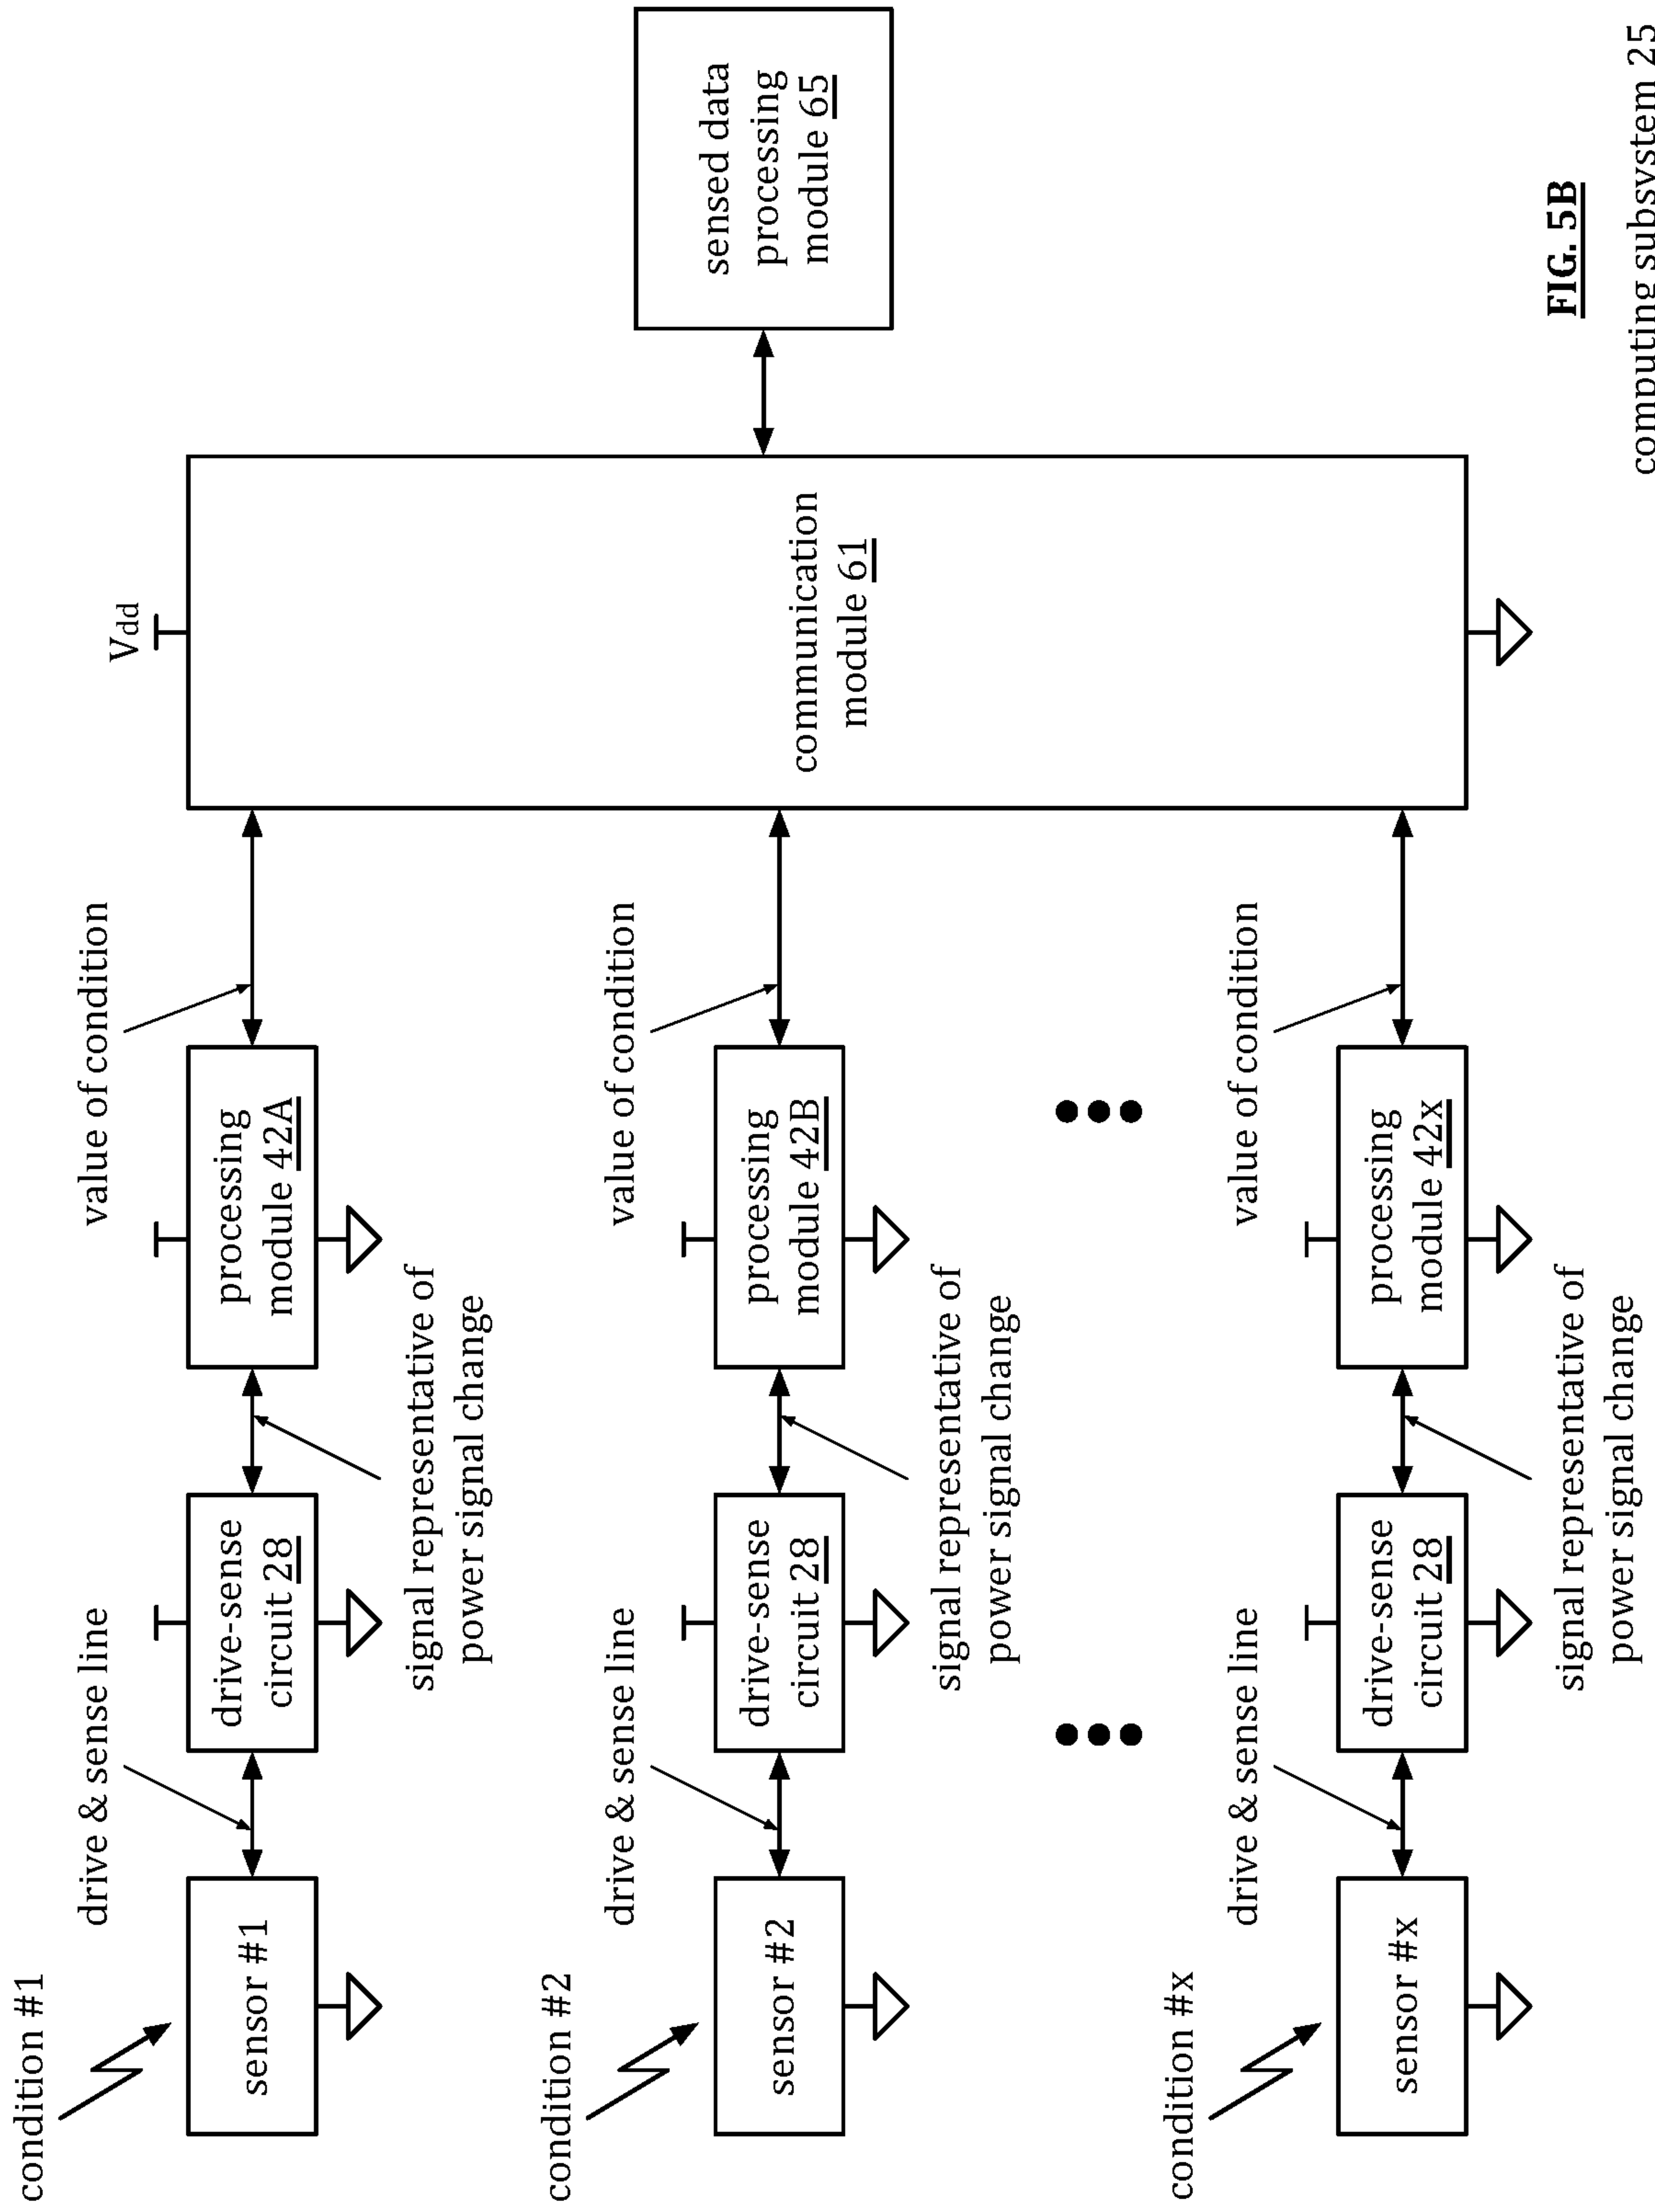 condition #1
drive & sense line
value of condition
Vdd
sensor #1
drive-sense
circuit 28
processing
module 42A
signal representative of
power signal change
condition #2
drive & sense line
value of condition
sensor #2
drive-sense
circuit 28
processing
module 42B
signal representative of
power signal change
communication
module 61
sensed data
processing
module 65
condition #x
drive & sense line
value of condition
sensor #x
drive-sense
circuit 28
processing
module 42x
signal representative of
power signal change
FIG. 5B
computing subsystem 25